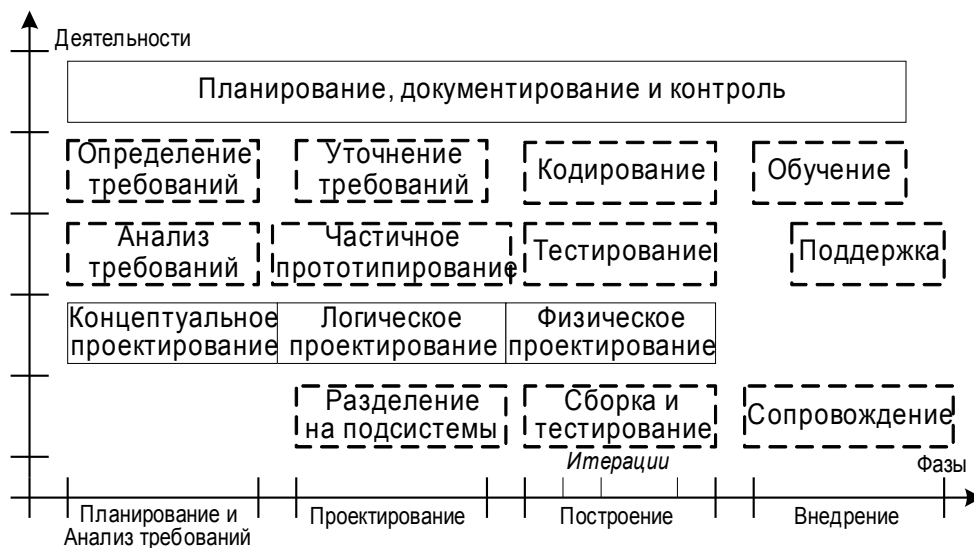 Деятельности
Планирование, документирование и контроль
Определение
требований
Уточнение
требований
Кодирование
Обучение
Анализ
требований
Частичное
прототипирование
Тестирование
Поддержка
Концептуальное
проектирование
Логическое
проектирование
Физическое
проектирование
Разделение
на подсистемы
Сборка и
тестирование
Сопровождение
Итерации
Фазы
Планирование и
Анализ требований
Проектирование
Построение
Внедрение